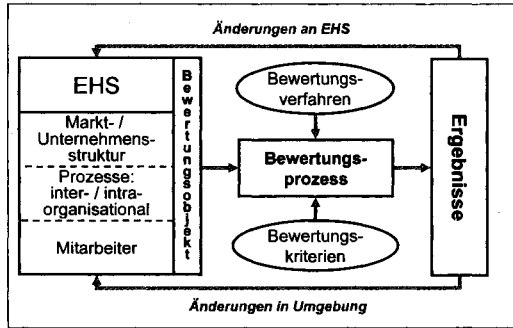 Änderungen an EHS
EHS
Markt- /
Unternehmens-
struktur
Prozesse:
inter- / intra-
organisational
Mitarbeiter
Bewertungsobjekt
Bewertungs-
verfahren
Bewertungs-
prozess
Bewertungs-
kriterien
Ergebnisse
Änderungen in Umgebung